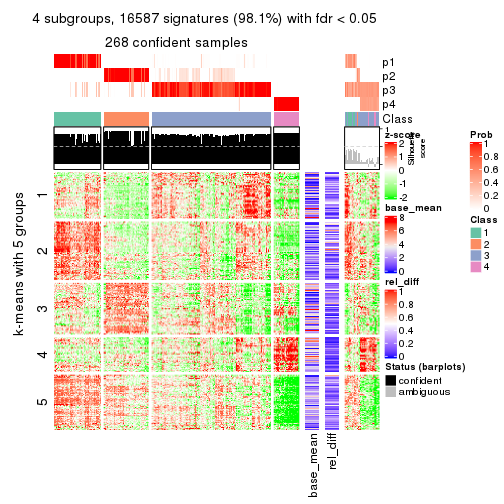 4 subgroups, 16587 signatures (98.1%) with fdr < 0.05
268 confident samples
p1
p2
p3
p4
Class
1
0
Silhouette
score
k-means with 5 groups
1
2
3
4
5
base_mean
rel_diff
z-score
2
1
0
-1
-2
base_mean
8
6
4
2
0
rel_diff
1
0.8
0.6
0.4
0.2
0
Status (barplots)
confident
ambiguous
Prob
1
0.8
0.6
0.4
0.2
0
Class
1
2
3
4